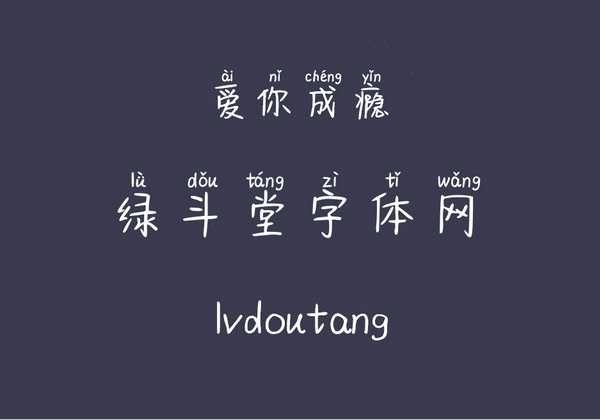 ài nǐ chéng yǐn
爱你成瘾
lǜ dǒu táng zì tǐ wǎng
绿斗堂字体网
lvdoutang